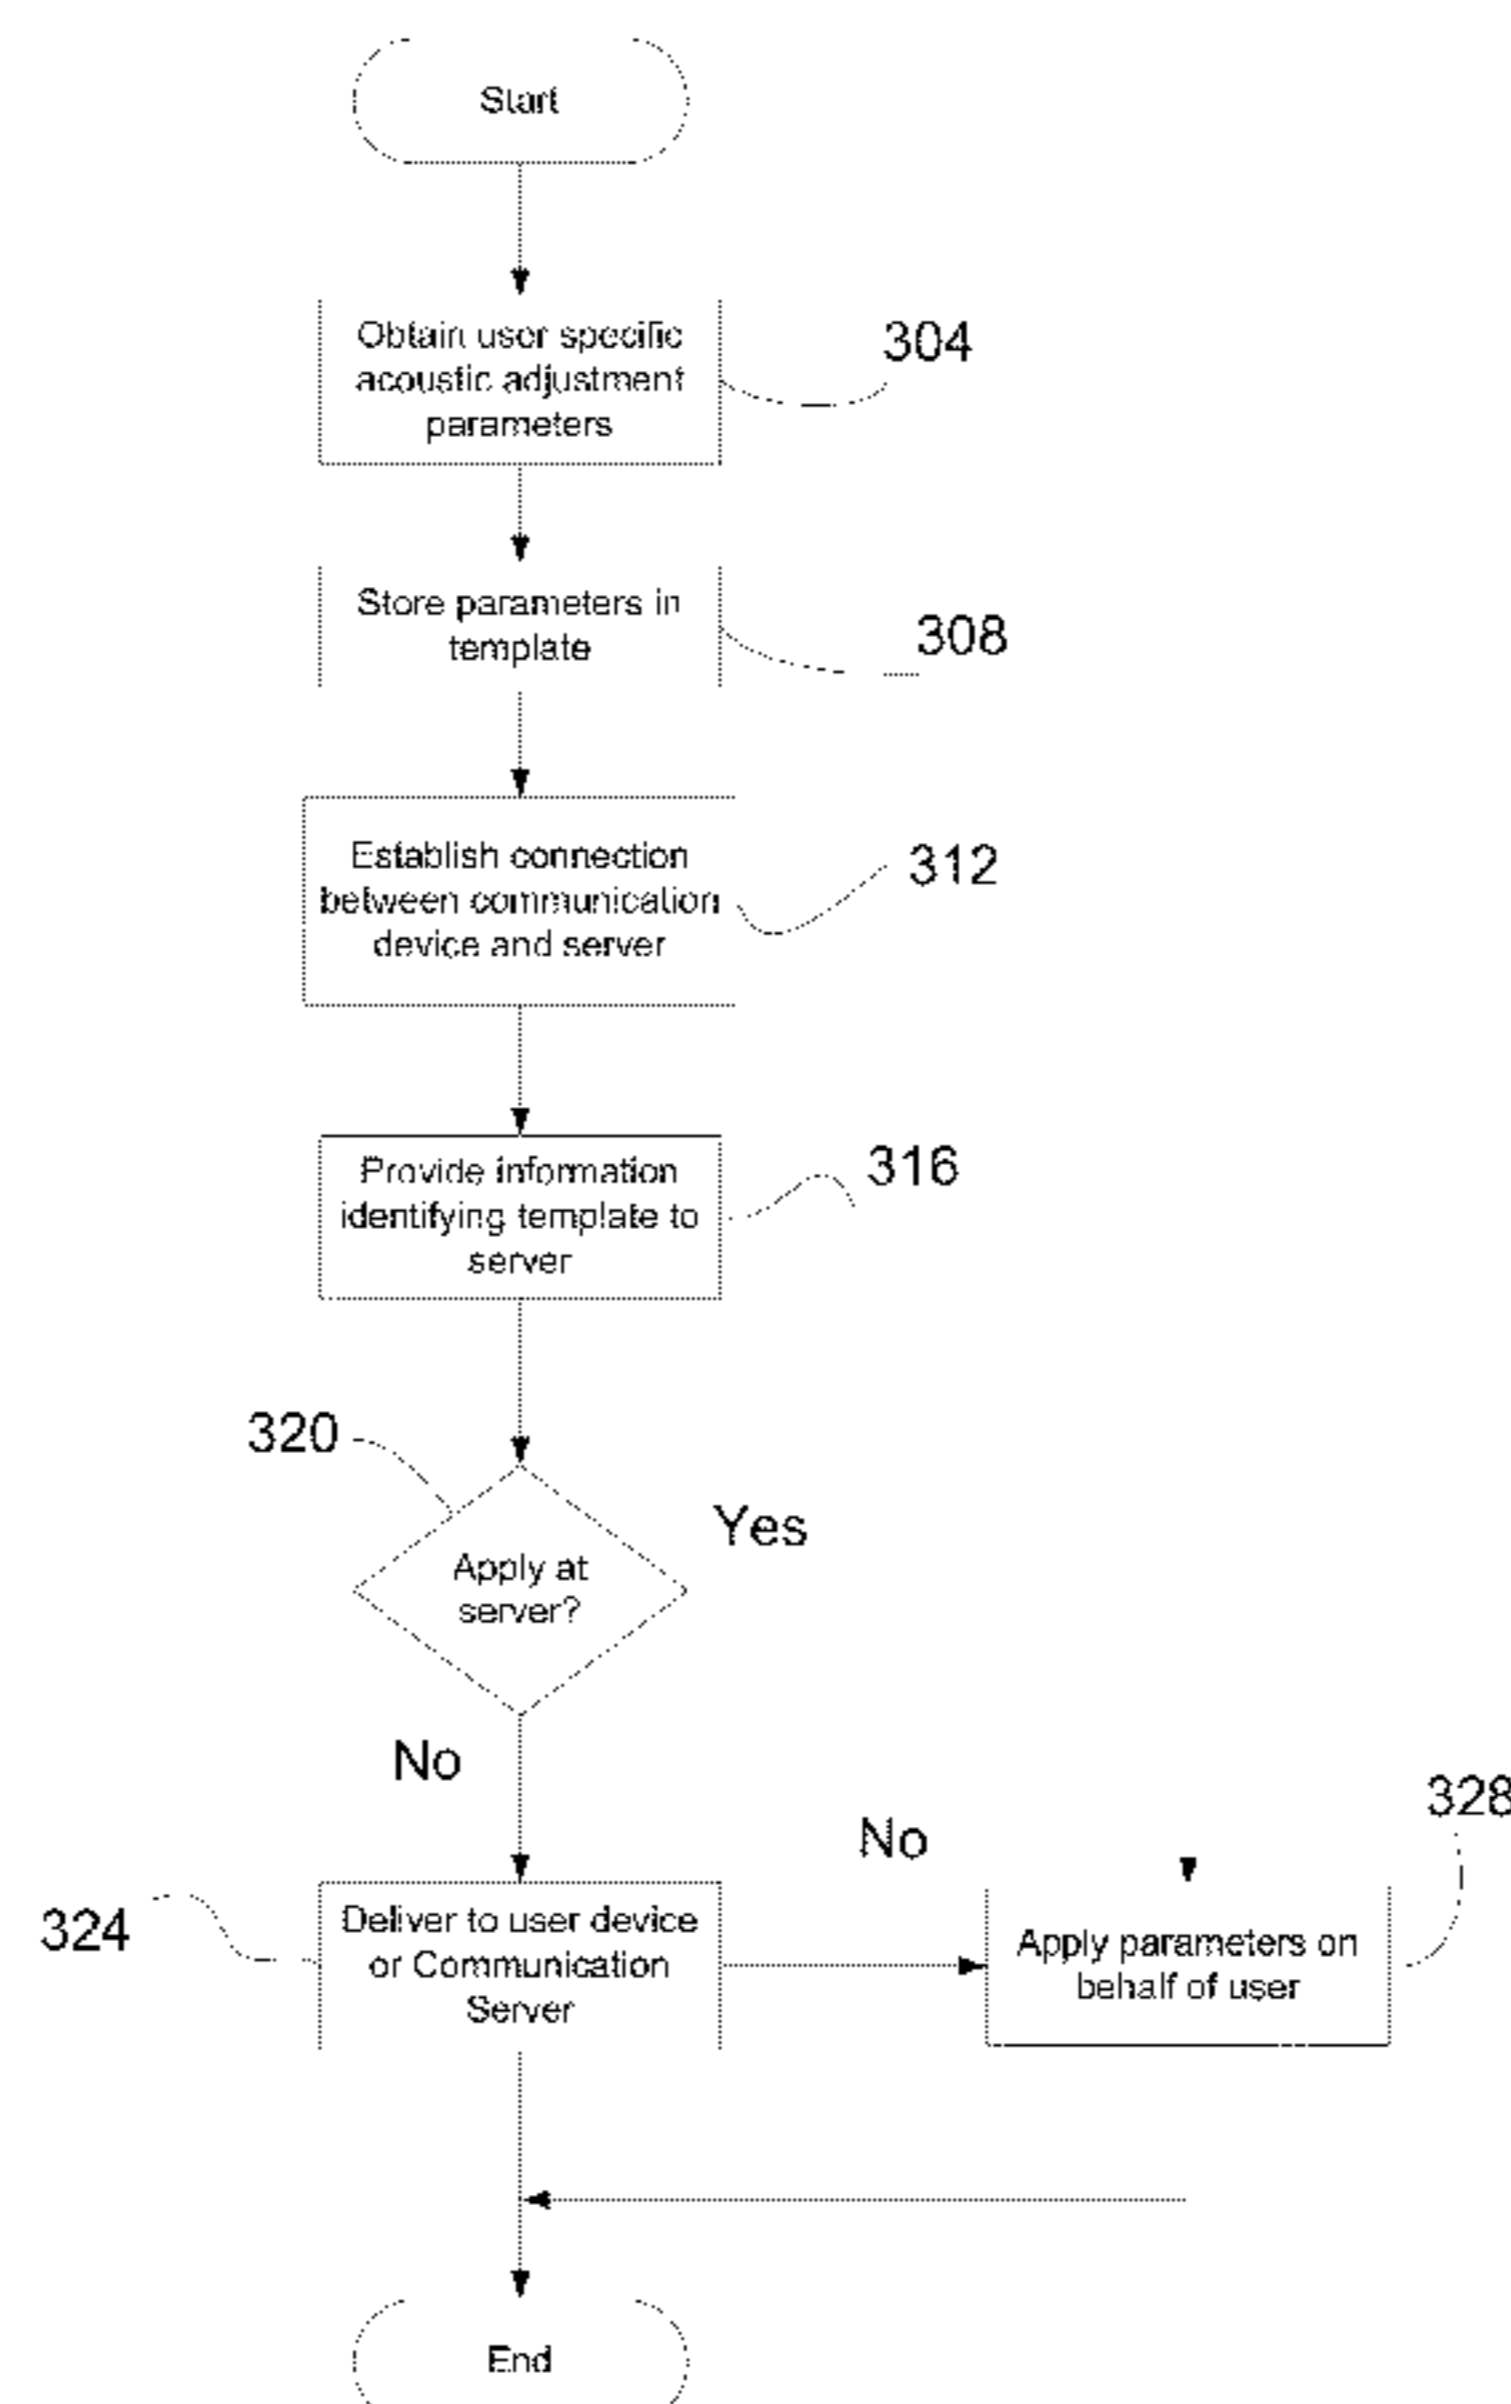 Start
Obtain user specific
acoustic adjustment
parameters
304
Store parameters in
template
308
Establish connection
between communication
device and server
312
Provide information
identifying template to
server
316
320
Yes
Apply at
server?
No
No
328
324
Deliver to user device
or Communication
Server
Apply parameters on
behalf of user
End